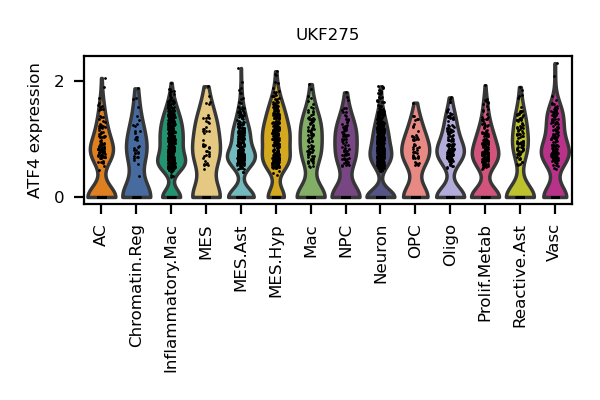 UKF275
ATF4 expression
2
0
AC
Chromatin.Reg
Inflammatory.Mac
MES
MES.Ast
MES.Hyp
Mac
NPC
Neuron
OPC
Oligo
Prolif.Metab
Reactive.Ast
Vasc